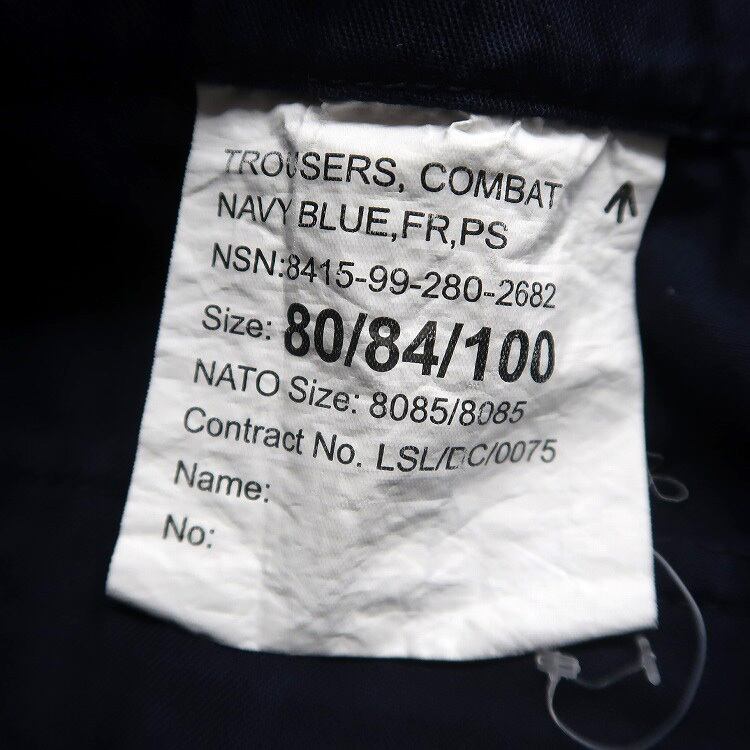 TROUSERS, COMBAT
NAVY BLUE,FR,PS
NSN:8415-99-280-2682
Size: 80/84/100
NATO Size: 8085/8085
Contract No. LSL/DC/0075
Name:
No: